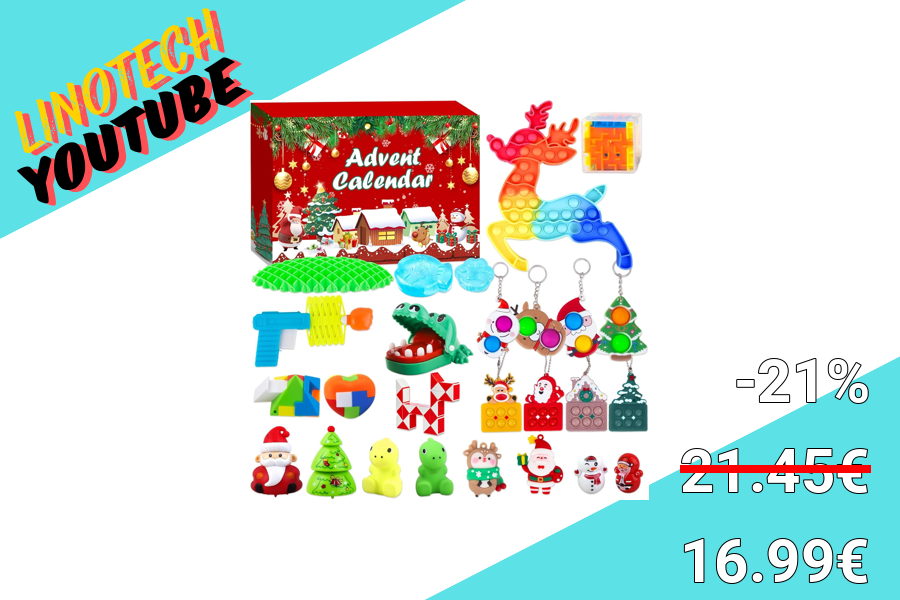 LINOTECH
YOUTUBE
Advent
Calendar
-21%
21.45€
16.99€